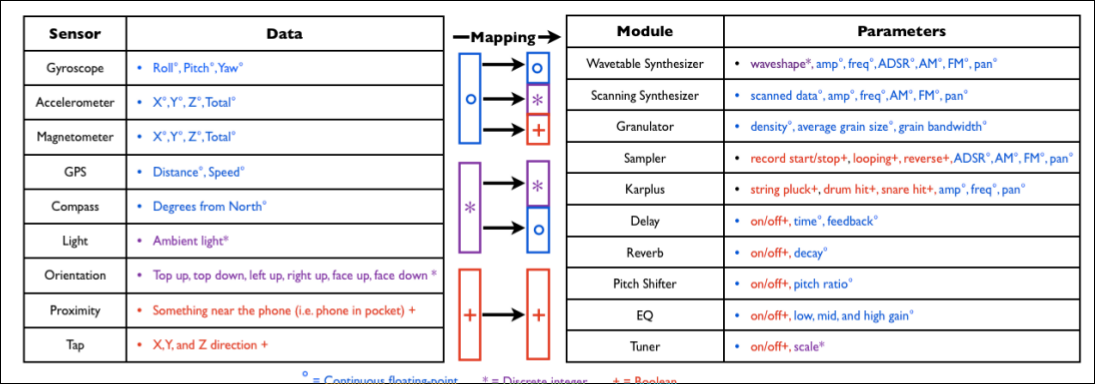 Sensor Data
Gyroscope • Roll°, Pitch°, Yaw°
Accelerometer • X°, Y°, Z°, Total°
Magnetometer • X°, Y°, Z°, Total°
GPS • Distance°, Speed°
Compass • Degrees from North°
Light • Ambient light*
Orientation • Top up, top down, left up, right up, face up, face down *
Proximity • Something near the phone (i.e. phone in pocket) +
Tap • X, Y, and Z direction +
Mapping
° °
*
+
* *
°
+ +
Module Parameters
Wavetable Synthesizer • waveshape*, amp°, freq°, ADSR°, AM°, FM°, pan°
Scanning Synthesizer • scanned data°, amp°, freq°, AM°, FM°, pan°
Granulator • density°, average grain size°, grain bandwidth°
Sampler • record start/stop+, looping+, reverse+, ADSR°, AM°, FM°, pan°
Karplus • string pluck+, drum hit+, snare hit+, amp°, freq°, pan°
Delay • on/off+, time°, feedback°
Reverb • on/off+, decay°
Pitch Shifter • on/off+, pitch ratio°
EQ • on/off+, low, mid, and high gain°
Tuner • on/off+, scale*
° = Continuous floating-point * = Discrete integer + = Boolean